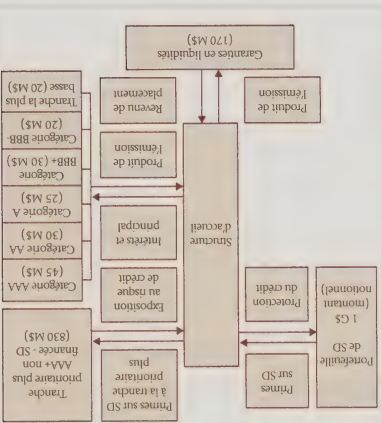 Tranche
prioritaire plus
AAA+ non
financée - SD
(830 M$)
Primes sur SD
à la tranche
prioritaire
plus
Exposition
au risque
de crédit
Catégorie AAA
(45 M$)
Catégorie AA
(30 M$)
Catégorie A
(25 M$)
Catégorie
BBB+ (30 M$)
Catégorie BBB-
(20 M$)
Tranche la plus
basse (20 M$)
Intérêts et
principal
Produit de
l'émission
Revenu de
placement
Structure
d'accueil
Primes
sur SD
Protection
du crédit
Portefeuille
de SD
1 G$
(montant
notionnel)
Produit de
l'émission
Garanties en liquidités
(170 M$)